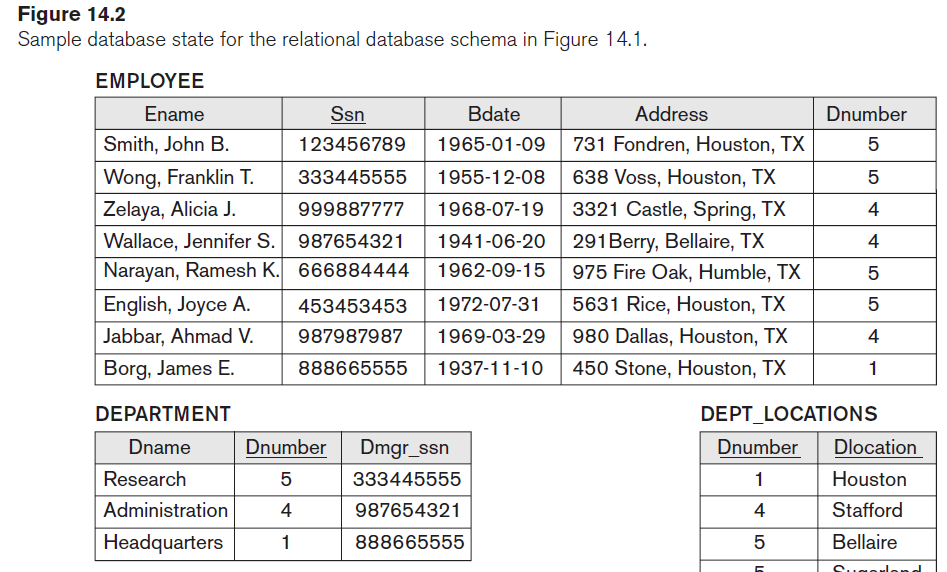 Figure 14.2
Sample database state for the relational database schema in Figure 14.1.
EMPLOYEE
Ename Ssn Bdate Address Dnumber
Smith, John B. 123456789 1965-01-09 731 Fondren, Houston, TX 5
Wong, Franklin T. 333445555 1955-12-08 638 Voss, Houston, TX 5
Zelaya, Alicia J. 999887777 1968-07-19 3321 Castle, Spring, TX 4
Wallace, Jennifer S. 987654321 1941-06-20 291Berry, Bellaire, TX 4
Narayan, Ramesh K. 666884444 1962-09-15 975 Fire Oak, Humble, TX 5
English, Joyce A. 453453453 1972-07-31 5631 Rice, Houston, TX 5
Jabbar, Ahmad V. 987987987 1969-03-29 980 Dallas, Houston, TX 4
Borg, James E. 888665555 1937-11-10 450 Stone, Houston, TX 1
DEPARTMENT
Dname Dnumber Dmgr_ssn
Research 5 333445555
Administration 4 987654321
Headquarters 1 888665555
DEPT_LOCATIONS
Dnumber Dlocation
1 Houston
4 Stafford
5 Bellaire